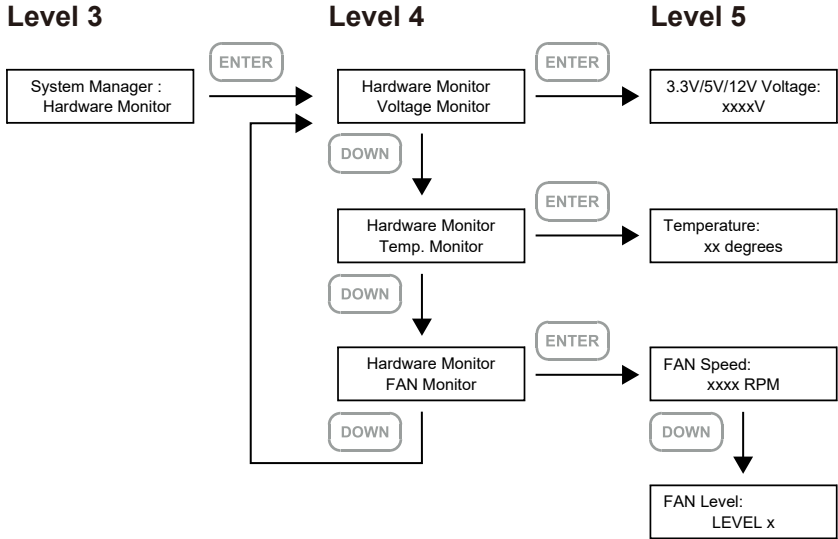 Level 3
Level 4
Level 5
ENTER
ENTER
System Manager :
Hardware Monitor
Hardware Monitor
Voltage Monitor
3.3V/5V/12V Voltage:
xxxxV
DOWN
ENTER
Hardware Monitor
Temp. Monitor
Temperature:
xx degrees
DOWN
ENTER
Hardware Monitor
FAN Monitor
FAN Speed:
xxxx RPM
DOWN
DOWN
FAN Level:
LEVEL x